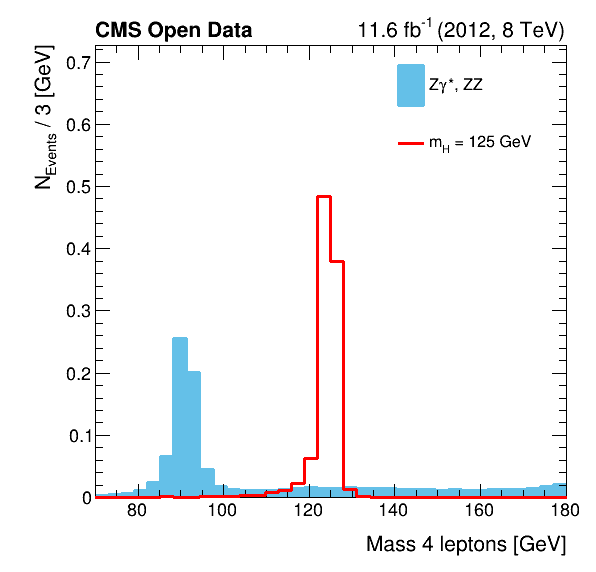 CMS Open Data
11.6 fb⁻¹ (2012, 8 TeV)
N_Events / 3 [GeV]
0.7
0.6
0.5
0.4
0.3
0.2
0.1
0
Zγ*, ZZ
m_H = 125 GeV
80 100 120 140 160 180
Mass 4 leptons [GeV]